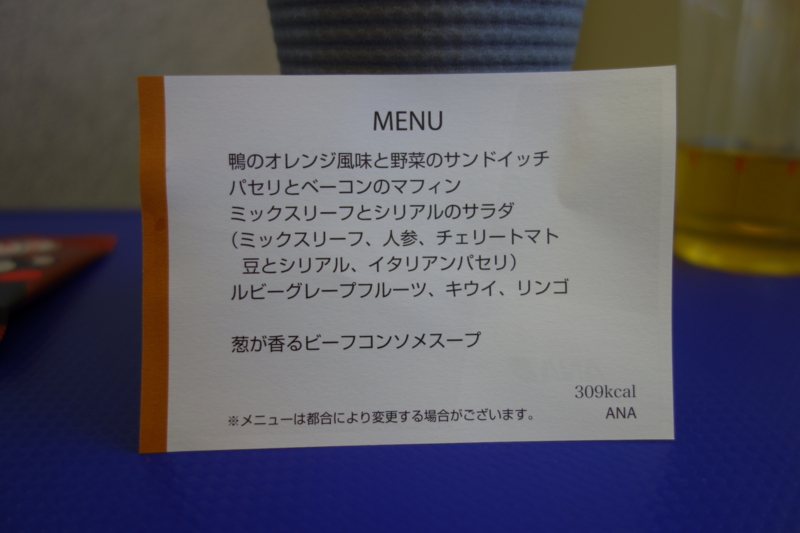 MENU
鴨のオレンジ風味と野菜のサンドイッチ
パセリとベーコンのマフィン
ミックスリーフとシリアルのサラダ
（ミックスリーフ、人参、チェリートマト
豆とシリアル、イタリアンパセリ）
ルビーグレープフルーツ、キウイ、リンゴ
葱が香るビーフコンソメスープ
309kcal
※メニューは都合により変更する場合がございます。
ANA